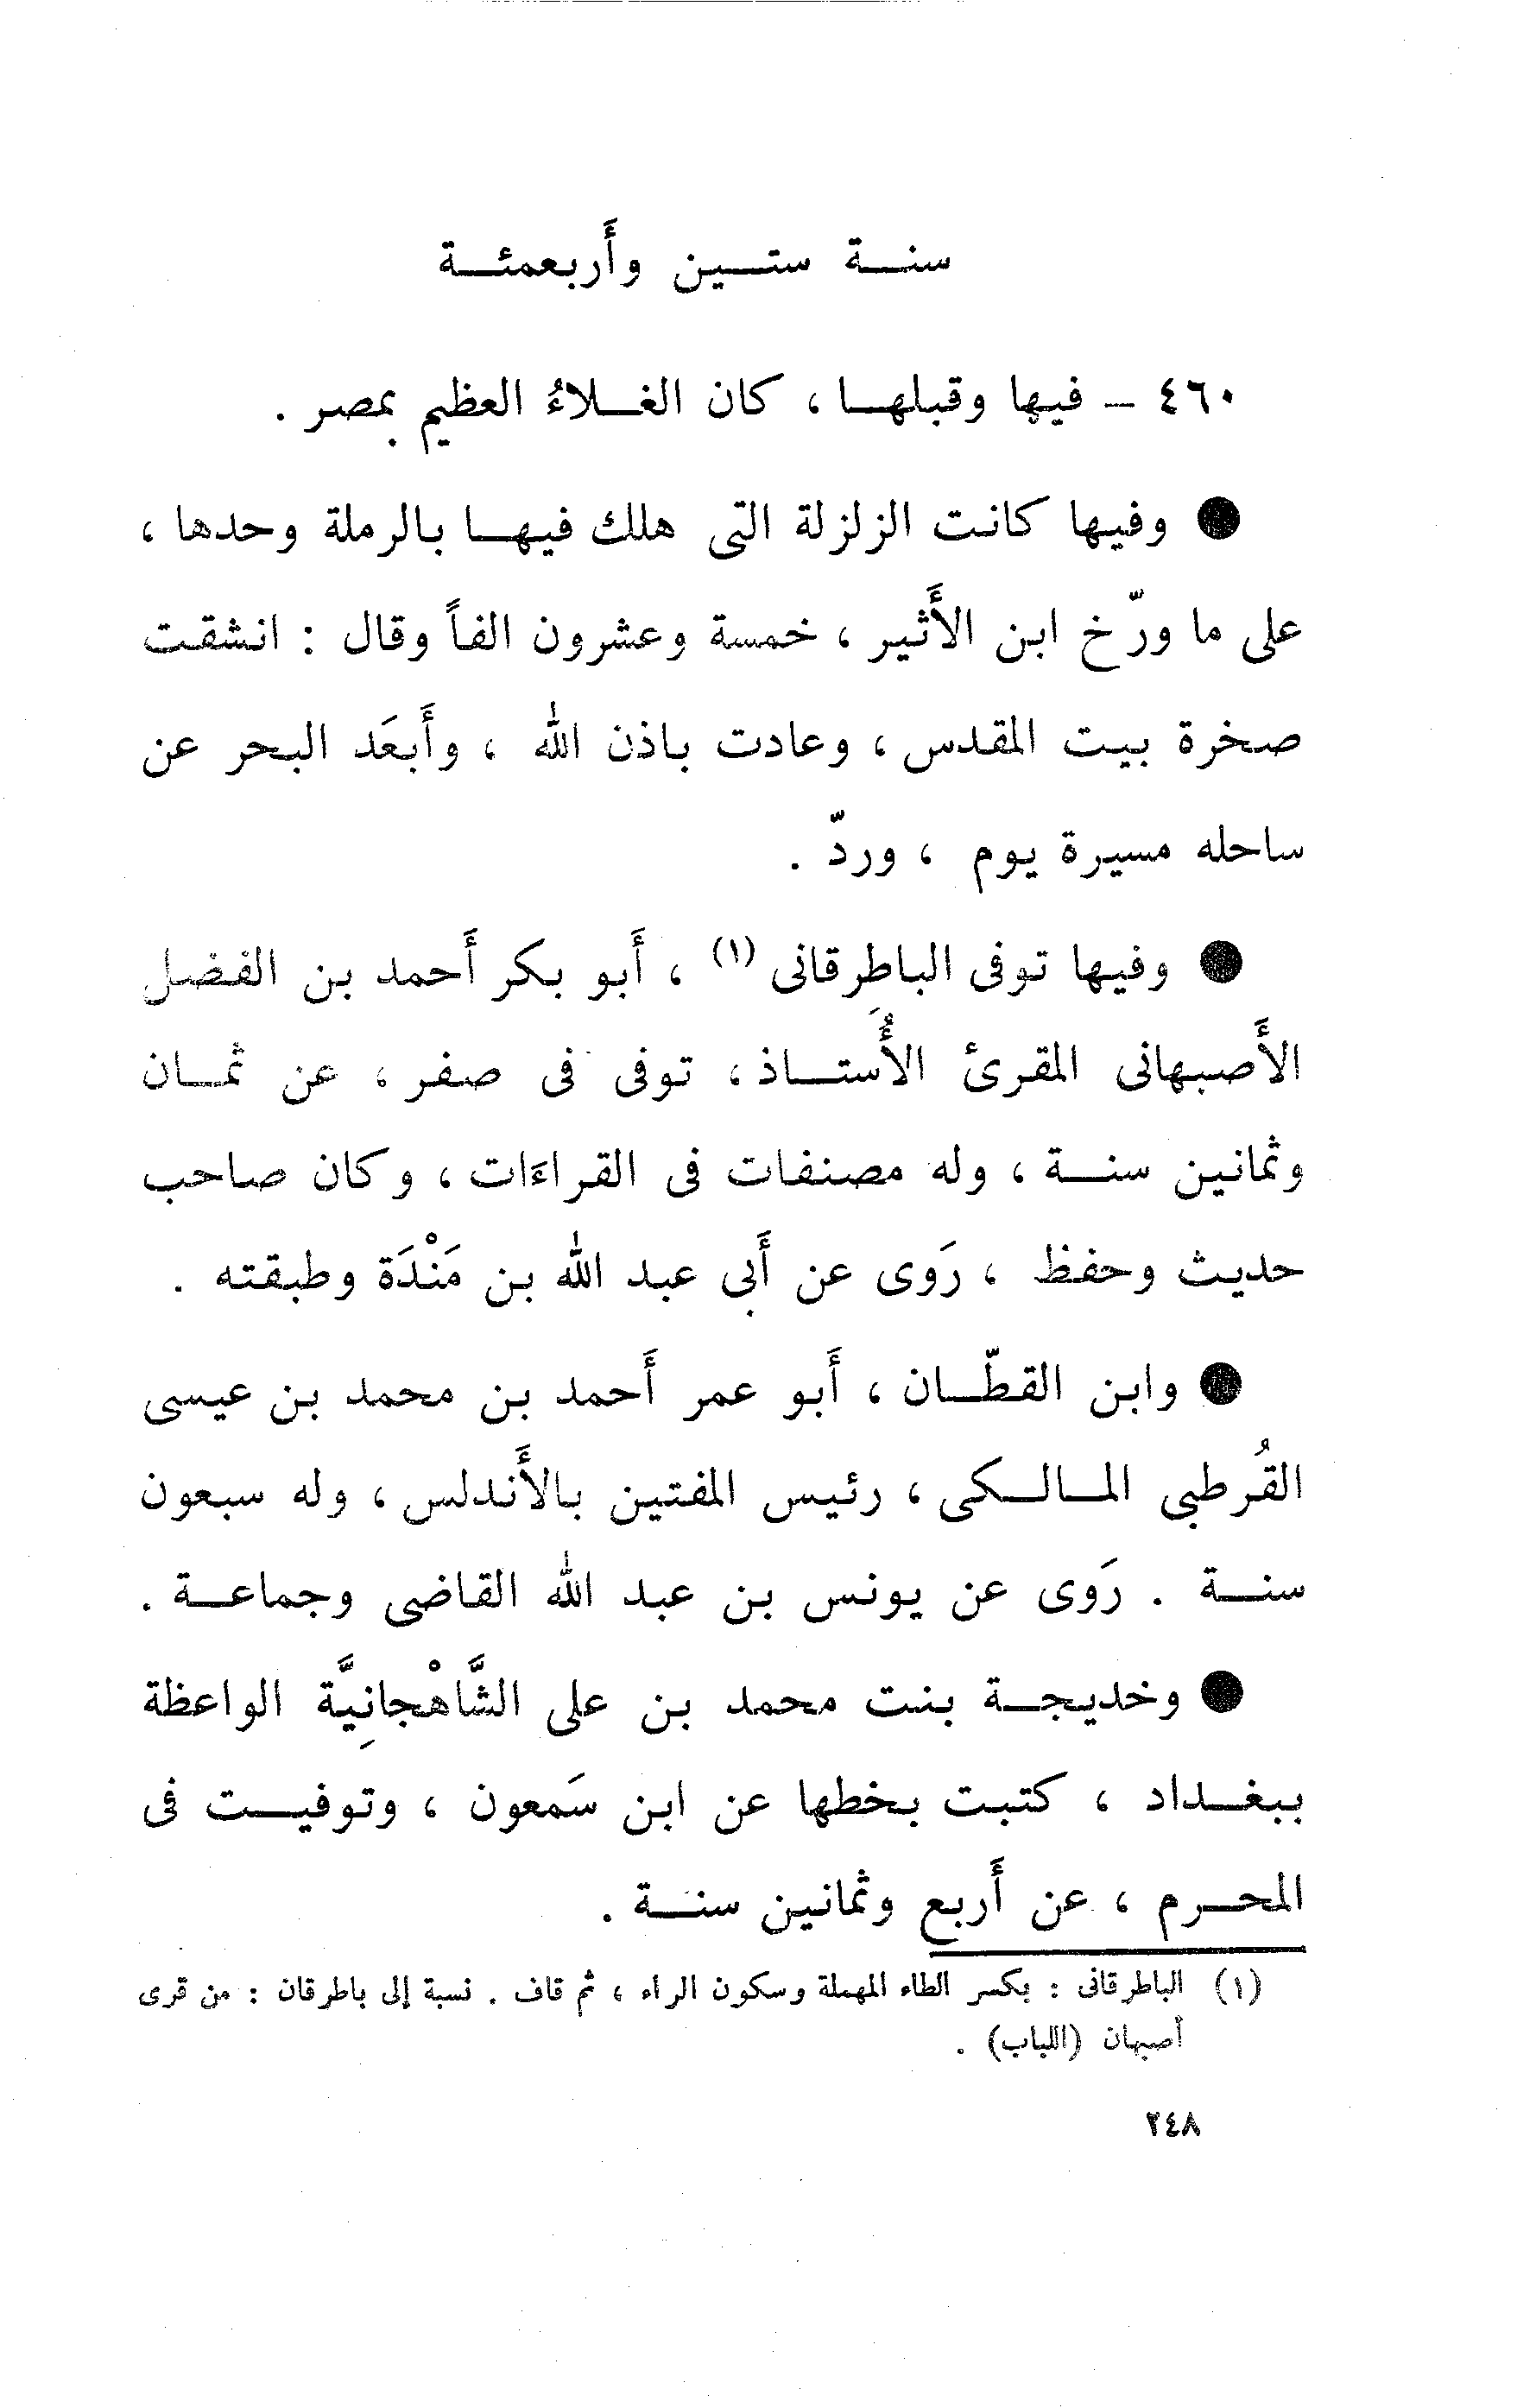 سنة ستين وأربعمئة
٤٦٠ – فيها وقبلها ، كان الغلاءُ العظيم بمصر .
● وفيها كانت الزلزلة التى هلك فيها بالرملة وحدها ،
على ما ورّخ ابن الأَثير ، خمسة وعشرون الفاً وقال : انشقت
صخرة بيت المقدس ، وعادت باذن الله ، وأَبعَد البحر عن
ساحله مسيرة يوم ، وردّ .
● وفيها توفى الباطِرقانى (١) ، أَبو بكر أَحمد بن الفضل
الأَصبهانى المقرئ الأُستاذ ، توفى فى صفر ، عن ثمان
وثمانين سنة ، وله مصنفات فى القراءَات ، وكان صاحب
حديث وحفظ ، رَوى عن أَبى عبد الله بن مَنْدَة وطبقته .
● وابن القطّان ، أَبو عمر أَحمد بن محمد بن عيسى
القُرطبى المالكى ، رئيس المفتين بالأَندلس ، وله سبعون
سنة . رَوى عن يونس بن عبد الله القاضى وجماعة .
● وخديجة بنت محمد بن على الشَّاهْجانِيَّة الواعظة
ببغداد ، كتبت بخطها عن ابن سَمعون ، وتوفيت فى
المحرم ، عن أَربع وثمانين سنة .
(١) الباطرقانى : بكسر الطاء المهملة وسكون الراء ، ثم قاف . نسبة إلى باطرقان : من قرى
أصبهان (اللباب) .
٢٤٨